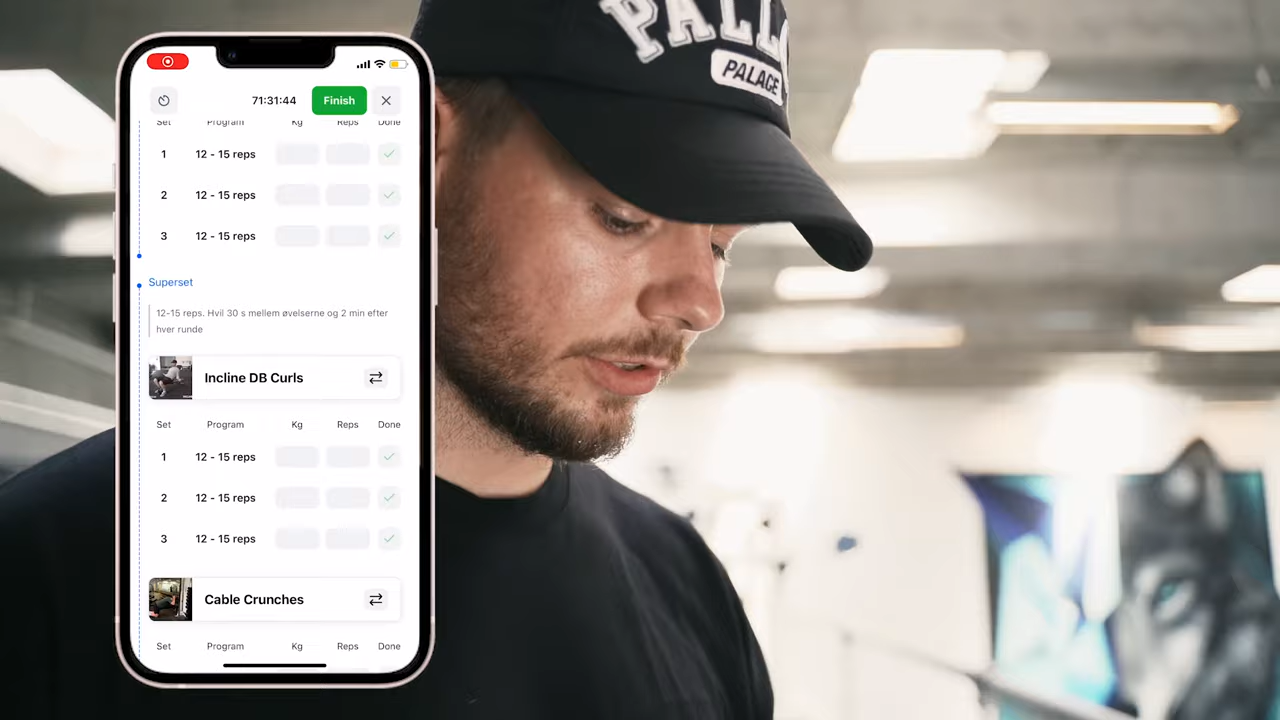 PALACE
71:31:44 Finish
Set Program Kg Reps Done
1 12 - 15 reps
2 12 - 15 reps
3 12 - 15 reps
Superset
12-15 reps. Hvil 30 s mellem øvelserne og 2 min efter
hver runde
Incline DB Curls
Set Program Kg Reps Done
1 12 - 15 reps
2 12 - 15 reps
3 12 - 15 reps
Cable Crunches
Set Program Kg Reps Done